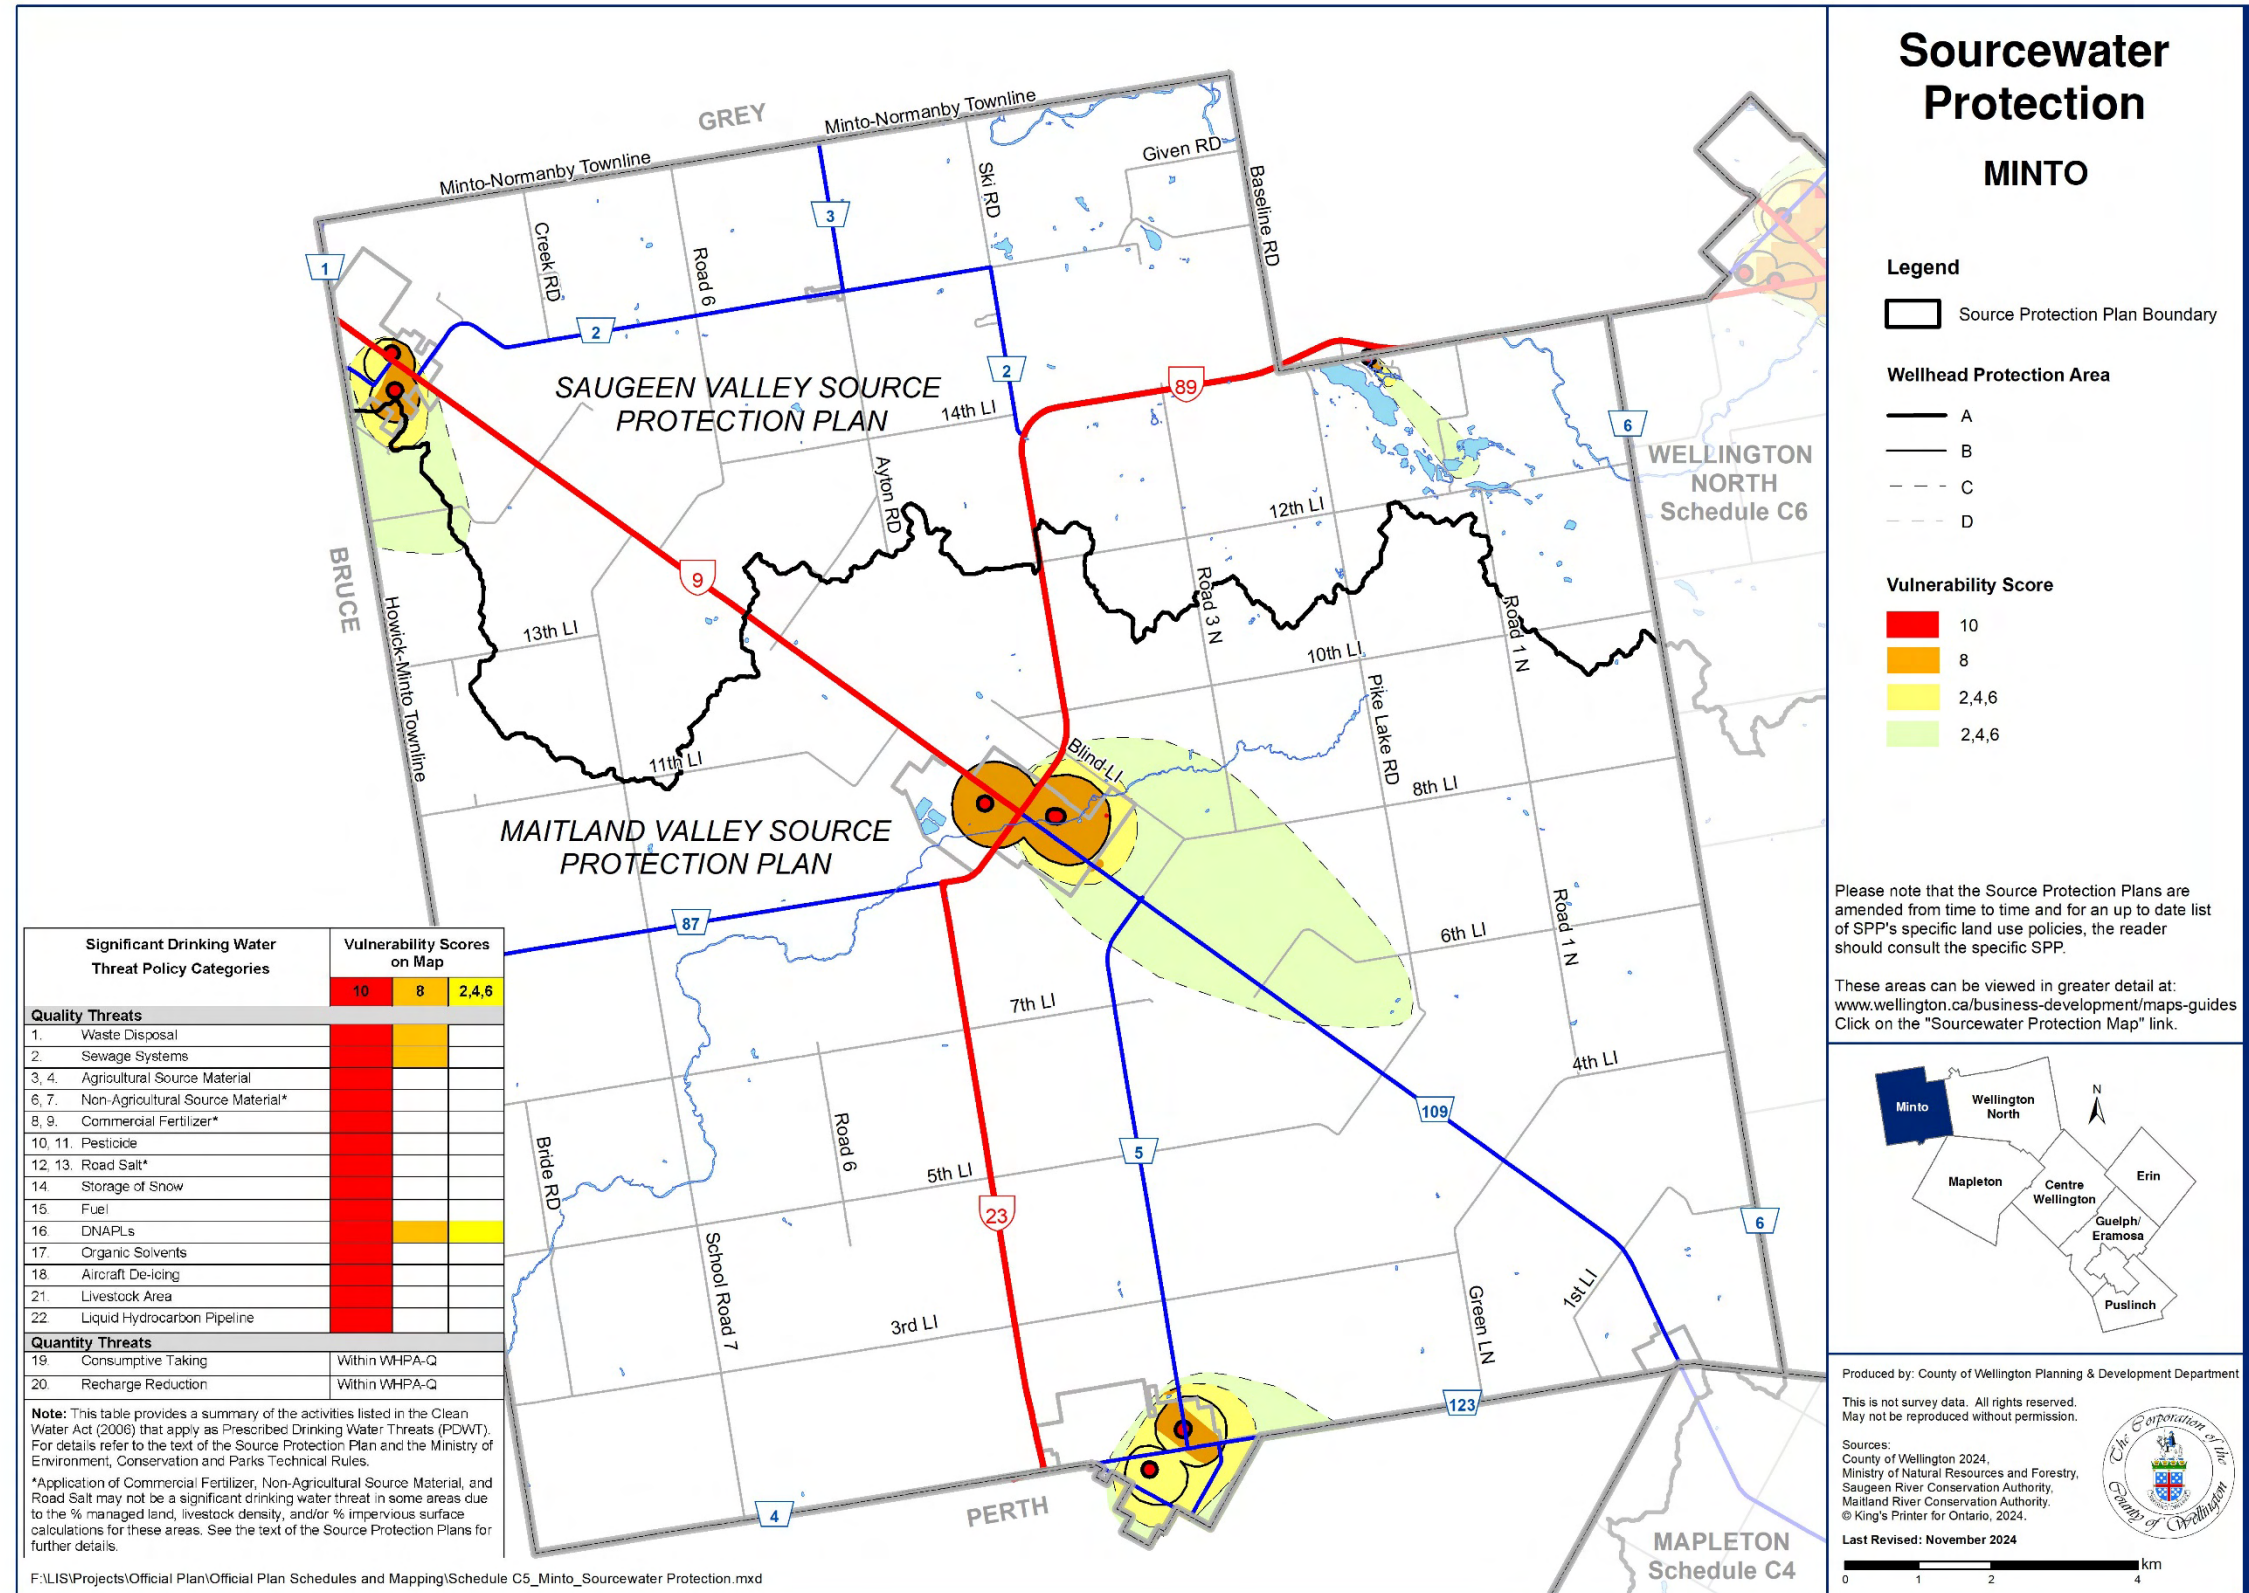 Sourcewater
Protection
MINTO
Legend
Source Protection Plan Boundary
Wellhead Protection Area
A
B
C
D
Vulnerability Score
10
8
2,4,6
2,4,6
Please note that the Source Protection Plans are
amended from time to time and for an up to date list
of SPP's specific land use policies, the reader
should consult the specific SPP.
These areas can be viewed in greater detail at:
www.wellington.ca/business-development/maps-guides
Click on the "Sourcewater Protection Map" link.
Minto
Wellington
North
N
Mapleton
Centre
Wellington
Erin
Guelph/
Eramosa
Puslinch
Produced by: County of Wellington Planning & Development Department
This is not survey data. All rights reserved.
May not be reproduced without permission.
Sources:
County of Wellington 2024,
Ministry of Natural Resources and Forestry,
Saugeen River Conservation Authority,
Maitland River Conservation Authority.
© King's Printer for Ontario, 2024.
Last Revised: November 2024
The Corporation of the
County of Wellington
km
0 1 2 4
GREY
Minto-Normanby Townline
Minto-Normanby Townline
Given RD
Ski RD
Baseline RD
Creek RD
Road 6
3
1
2
2
89
6
SAUGEEN VALLEY SOURCE
PROTECTION PLAN
14th LI
Ayton RD
WELLINGTON
NORTH
Schedule C6
12th LI
BRUCE
9
Howick-Minto Townline
13th LI
Road 3 N
Road 1 N
10th LI
Pike Lake RD
11th LI
Blind LI
8th LI
MAITLAND VALLEY SOURCE
PROTECTION PLAN
87
6th LI
Road 1 N
7th LI
4th LI
109
Road 6
Bride RD
5
5th LI
23
6
School Road 7
3rd LI
Green LN
1st LI
123
PERTH
4
MAPLETON
Schedule C4
Significant Drinking Water
Threat Policy Categories
Vulnerability Scores
on Map
10 8 2,4,6
Quality Threats
1. Waste Disposal
2. Sewage Systems
3, 4. Agricultural Source Material
6, 7. Non-Agricultural Source Material*
8, 9. Commercial Fertilizer*
10, 11. Pesticide
12, 13. Road Salt*
14. Storage of Snow
15. Fuel
16. DNAPLs
17. Organic Solvents
18. Aircraft De-icing
21. Livestock Area
22. Liquid Hydrocarbon Pipeline
Quantity Threats
19. Consumptive Taking Within WHPA-Q
20. Recharge Reduction Within WHPA-Q
Note: This table provides a summary of the activities listed in the Clean
Water Act (2006) that apply as Prescribed Drinking Water Threats (PDWT).
For details refer to the text of the Source Protection Plan and the Ministry of
Environment, Conservation and Parks Technical Rules.
*Application of Commercial Fertilizer, Non-Agricultural Source Material, and
Road Salt may not be a significant drinking water threat in some areas due
to the % managed land, livestock density, and/or % impervious surface
calculations for these areas. See the text of the Source Protection Plans for
further details.
F:\LIS\Projects\Official Plan\Official Plan Schedules and Mapping\Schedule C5_Minto_Sourcewater Protection.mxd